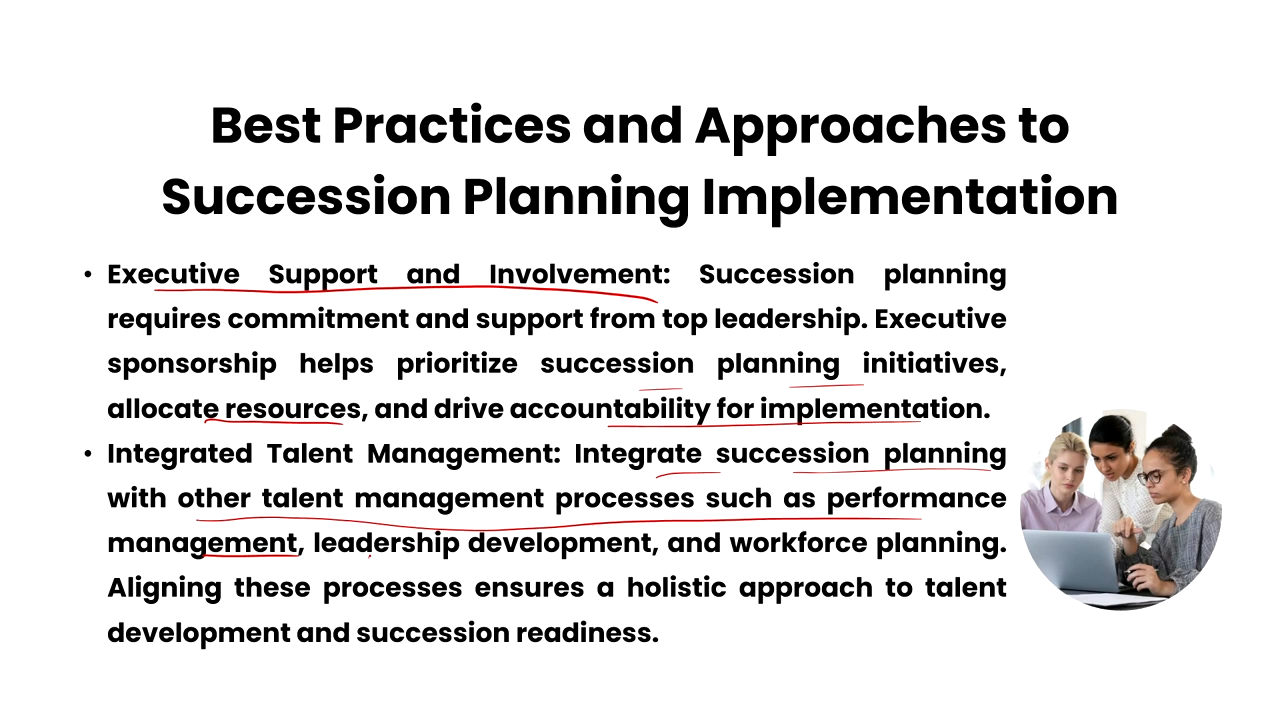 Best Practices and Approaches to
Succession Planning Implementation
• Executive Support and Involvement: Succession planning
requires commitment and support from top leadership. Executive
sponsorship helps prioritize succession planning initiatives,
allocate resources, and drive accountability for implementation.
• Integrated Talent Management: Integrate succession planning
with other talent management processes such as performance
management, leadership development, and workforce planning.
Aligning these processes ensures a holistic approach to talent
development and succession readiness.